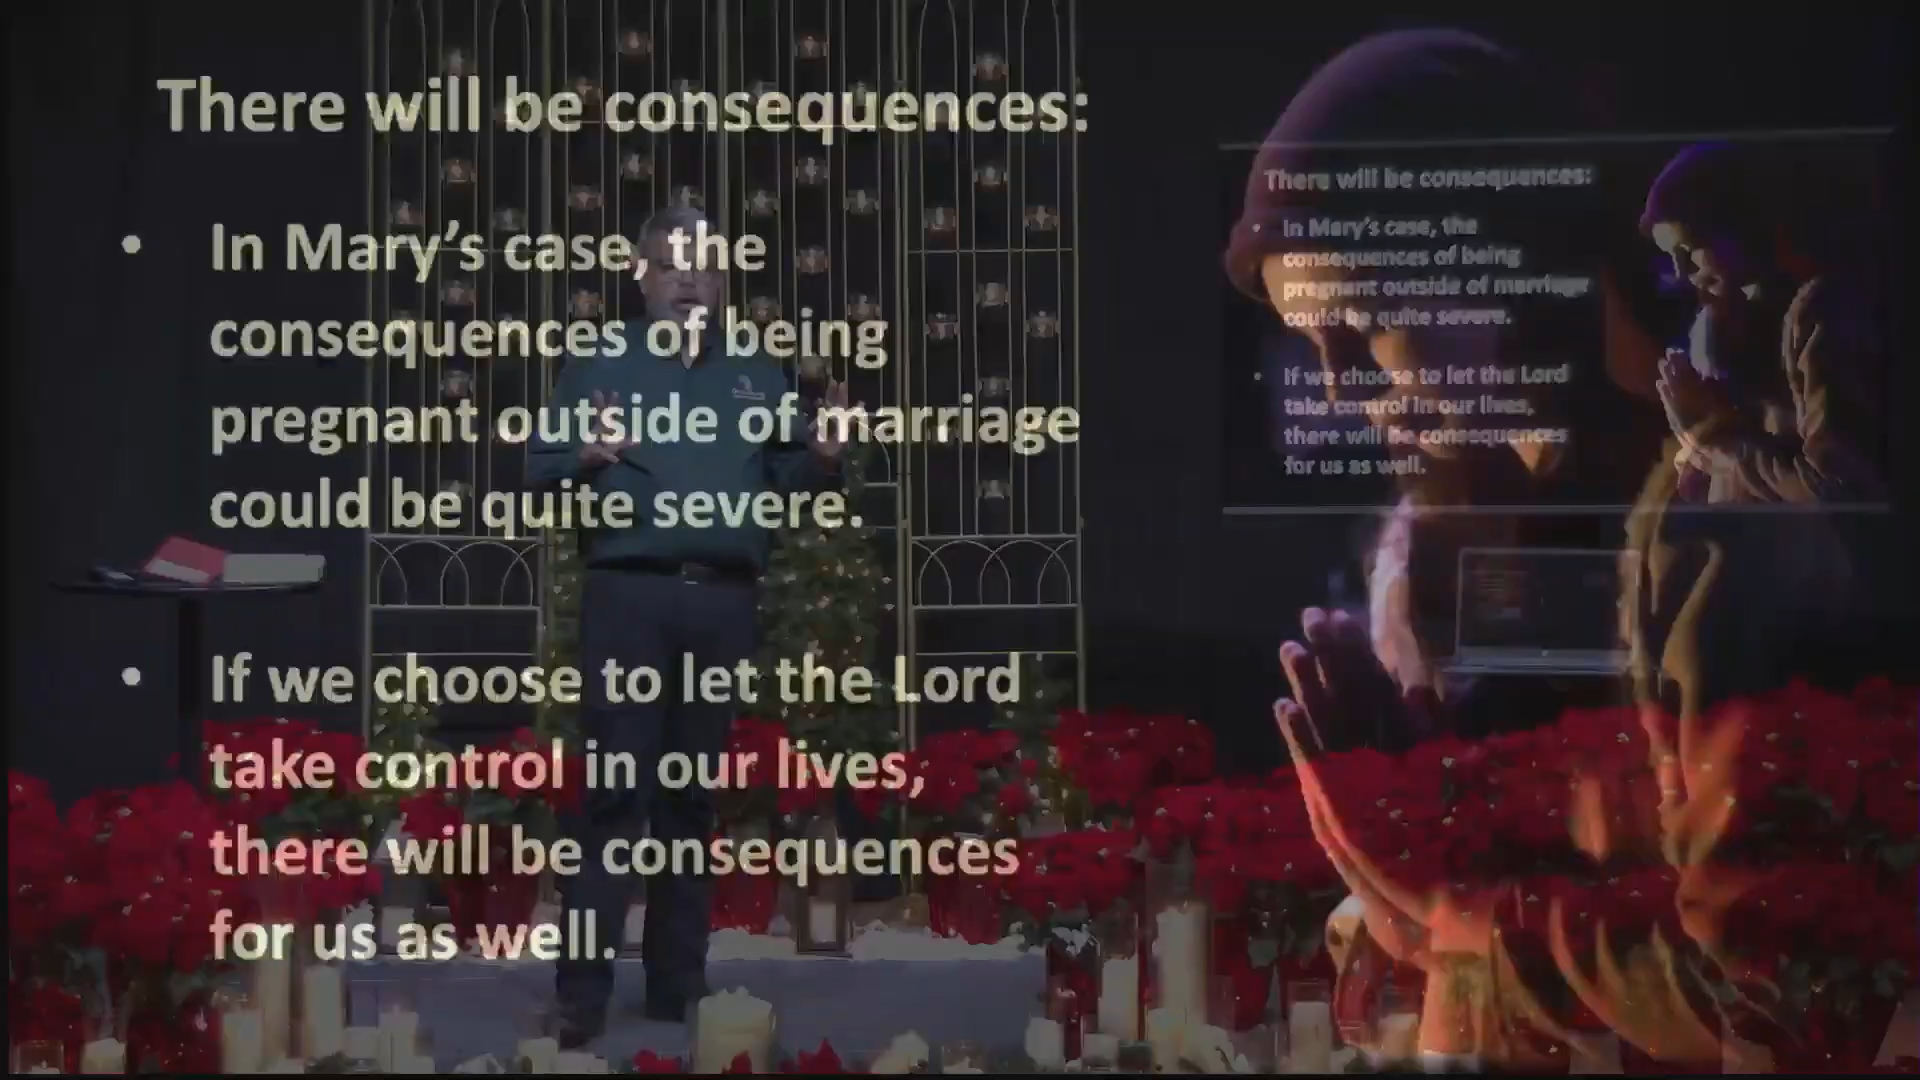 There will be consequences:
• In Mary's case, the
consequences of being
pregnant outside of marriage
could be quite severe.
• If we choose to let the Lord
take control in our lives,
there will be consequences
for us as well.
There will be consequences:
• In Mary's case, the
consequences of being
pregnant outside of marriage
could be quite severe.
• If we choose to let the Lord
take control in our lives,
there will be consequences
for us as well.